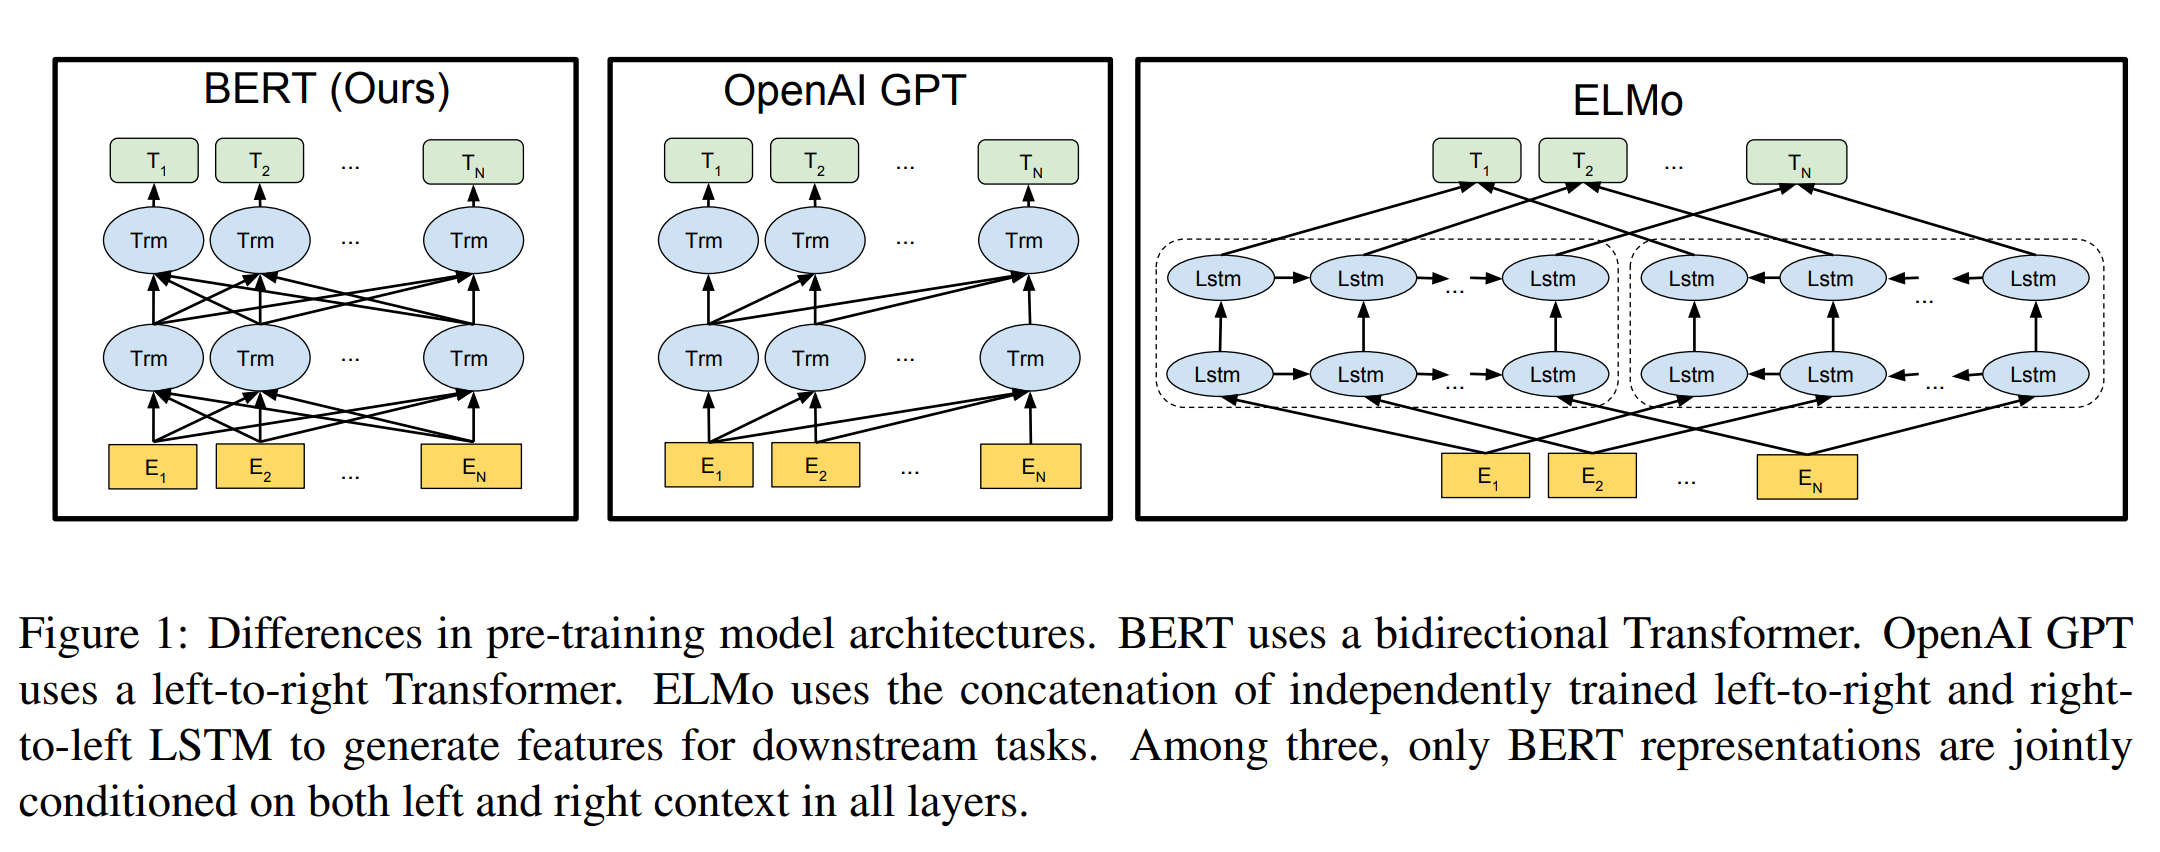 BERT (Ours)
T1 T2 ... TN
Trm Trm ... Trm
Trm Trm ... Trm
E1 E2 ... EN
OpenAI GPT
T1 T2 ... TN
Trm Trm ... Trm
Trm Trm ... Trm
E1 E2 ... EN
ELMo
T1 T2 ... TN
Lstm Lstm ... Lstm Lstm Lstm ... Lstm
Lstm Lstm ... Lstm Lstm Lstm ... Lstm
E1 E2 ... EN
Figure 1: Differences in pre-training model architectures. BERT uses a bidirectional Transformer. OpenAI GPT
uses a left-to-right Transformer. ELMo uses the concatenation of independently trained left-to-right and right-
to-left LSTM to generate features for downstream tasks. Among three, only BERT representations are jointly
conditioned on both left and right context in all layers.